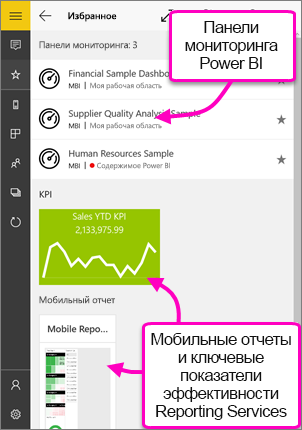 Избранное
Панели мониторинга: 3
Financial Sample Dashbo
MBI | Моя рабочая область
Supplier Quality Analysis Sample
MBI | Моя рабочая область
Human Resources Sample
MBI | Содержимое Power BI
Панели
мониторинга
Power BI
KPI
Sales YTD KPI
2,133,975.99
Мобильный отчет
Mobile Repo...
Мобильные отчеты
и ключевые
показатели
эффективности
Reporting Services